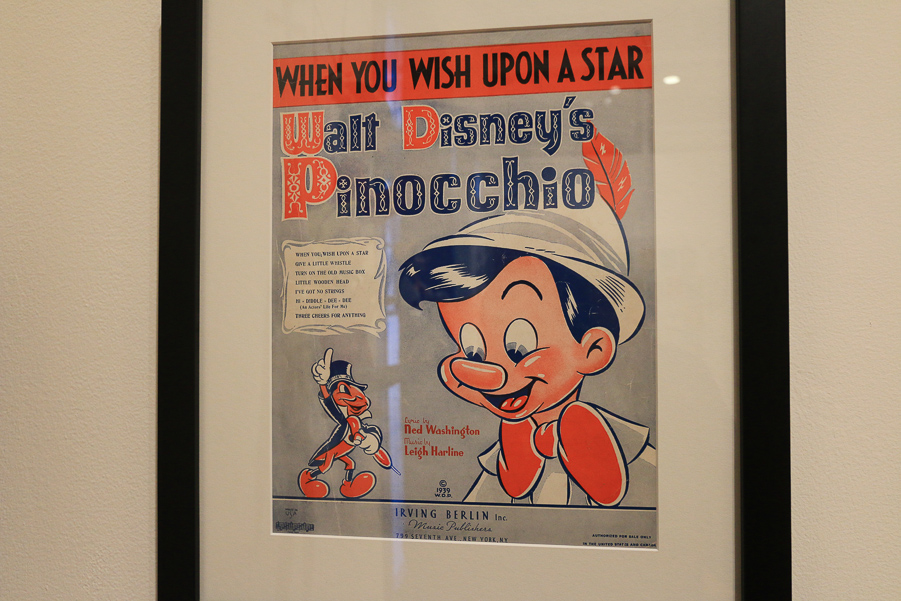 WHEN YOU WISH UPON A STAR
Walt Disney's
Pinocchio
WHEN YOU WISH UPON A STAR
GIVE A LITTLE WHISTLE
TURN ON THE OLD MUSIC BOX
LITTLE WOODEN HEAD
I'VE GOT NO STRINGS
HI - DIDDLE - DEE - DEE
(An Actors' Life For Me)
THREE CHEERS FOR ANYTHING
Lyric by
Ned Washington
Music by
Leigh Harline
©
1939
W.D.P.
IRVING BERLIN Inc.
Music Publishers
799 SEVENTH AVE. NEW YORK, NY
AUTHORIZED FOR SALE ONLY
IN THE UNITED STATES AND CANADA